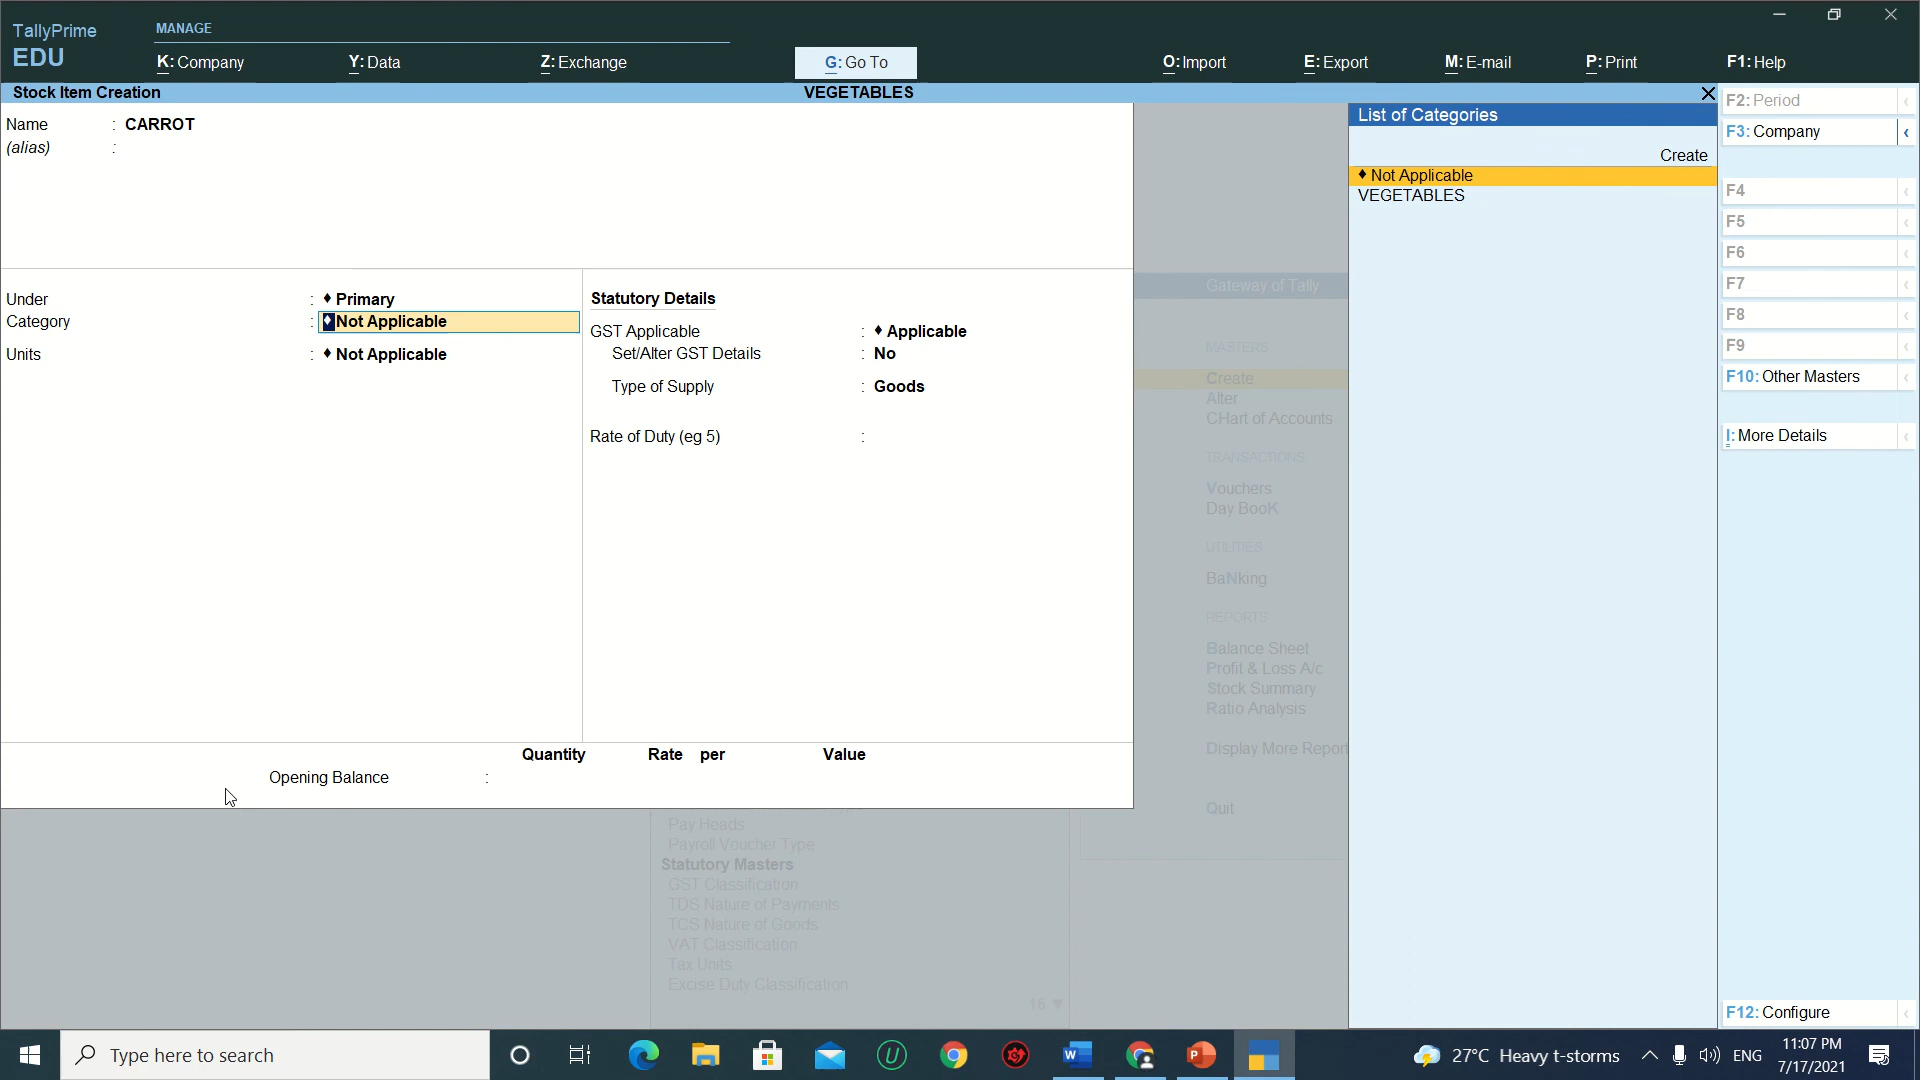 TallyPrime
EDU
MANAGE
K: Company
Y: Data
Z: Exchange
G: Go To
O: Import
E: Export
M: E-mail
P: Print
F1: Help
Stock Item Creation
VEGETABLES
Name : CARROT
(alias) :
Under : ♦ Primary
Category : ♦ Not Applicable
Units : ♦ Not Applicable
Statutory Details
GST Applicable : ♦ Applicable
Set/Alter GST Details : No
Type of Supply : Goods
Rate of Duty (eg 5) :
Quantity Rate per Value
Opening Balance :
Gateway of Tally
MASTERS
Create
Alter
CHart of Accounts
TRANSACTIONS
Vouchers
Day BooK
UTILITIES
BaNking
REPORTS
Balance Sheet
Profit & Loss A/c
Stock Summary
Ratio Analysis
Display More Report
Quit
Pay Heads
Payroll Voucher Type
Statutory Masters
GST Classification
TDS Nature of Payments
TCS Nature of Goods
VAT Classification
Tax Units
Excise Duty Classification
16 ▼
List of Categories
Create
♦ Not Applicable
VEGETABLES
F2: Period
F3: Company
F4
F5
F6
F7
F8
F9
F10: Other Masters
I: More Details
F12: Configure
Type here to search
27°C Heavy t-storms
ENG
11:07 PM
7/17/2021